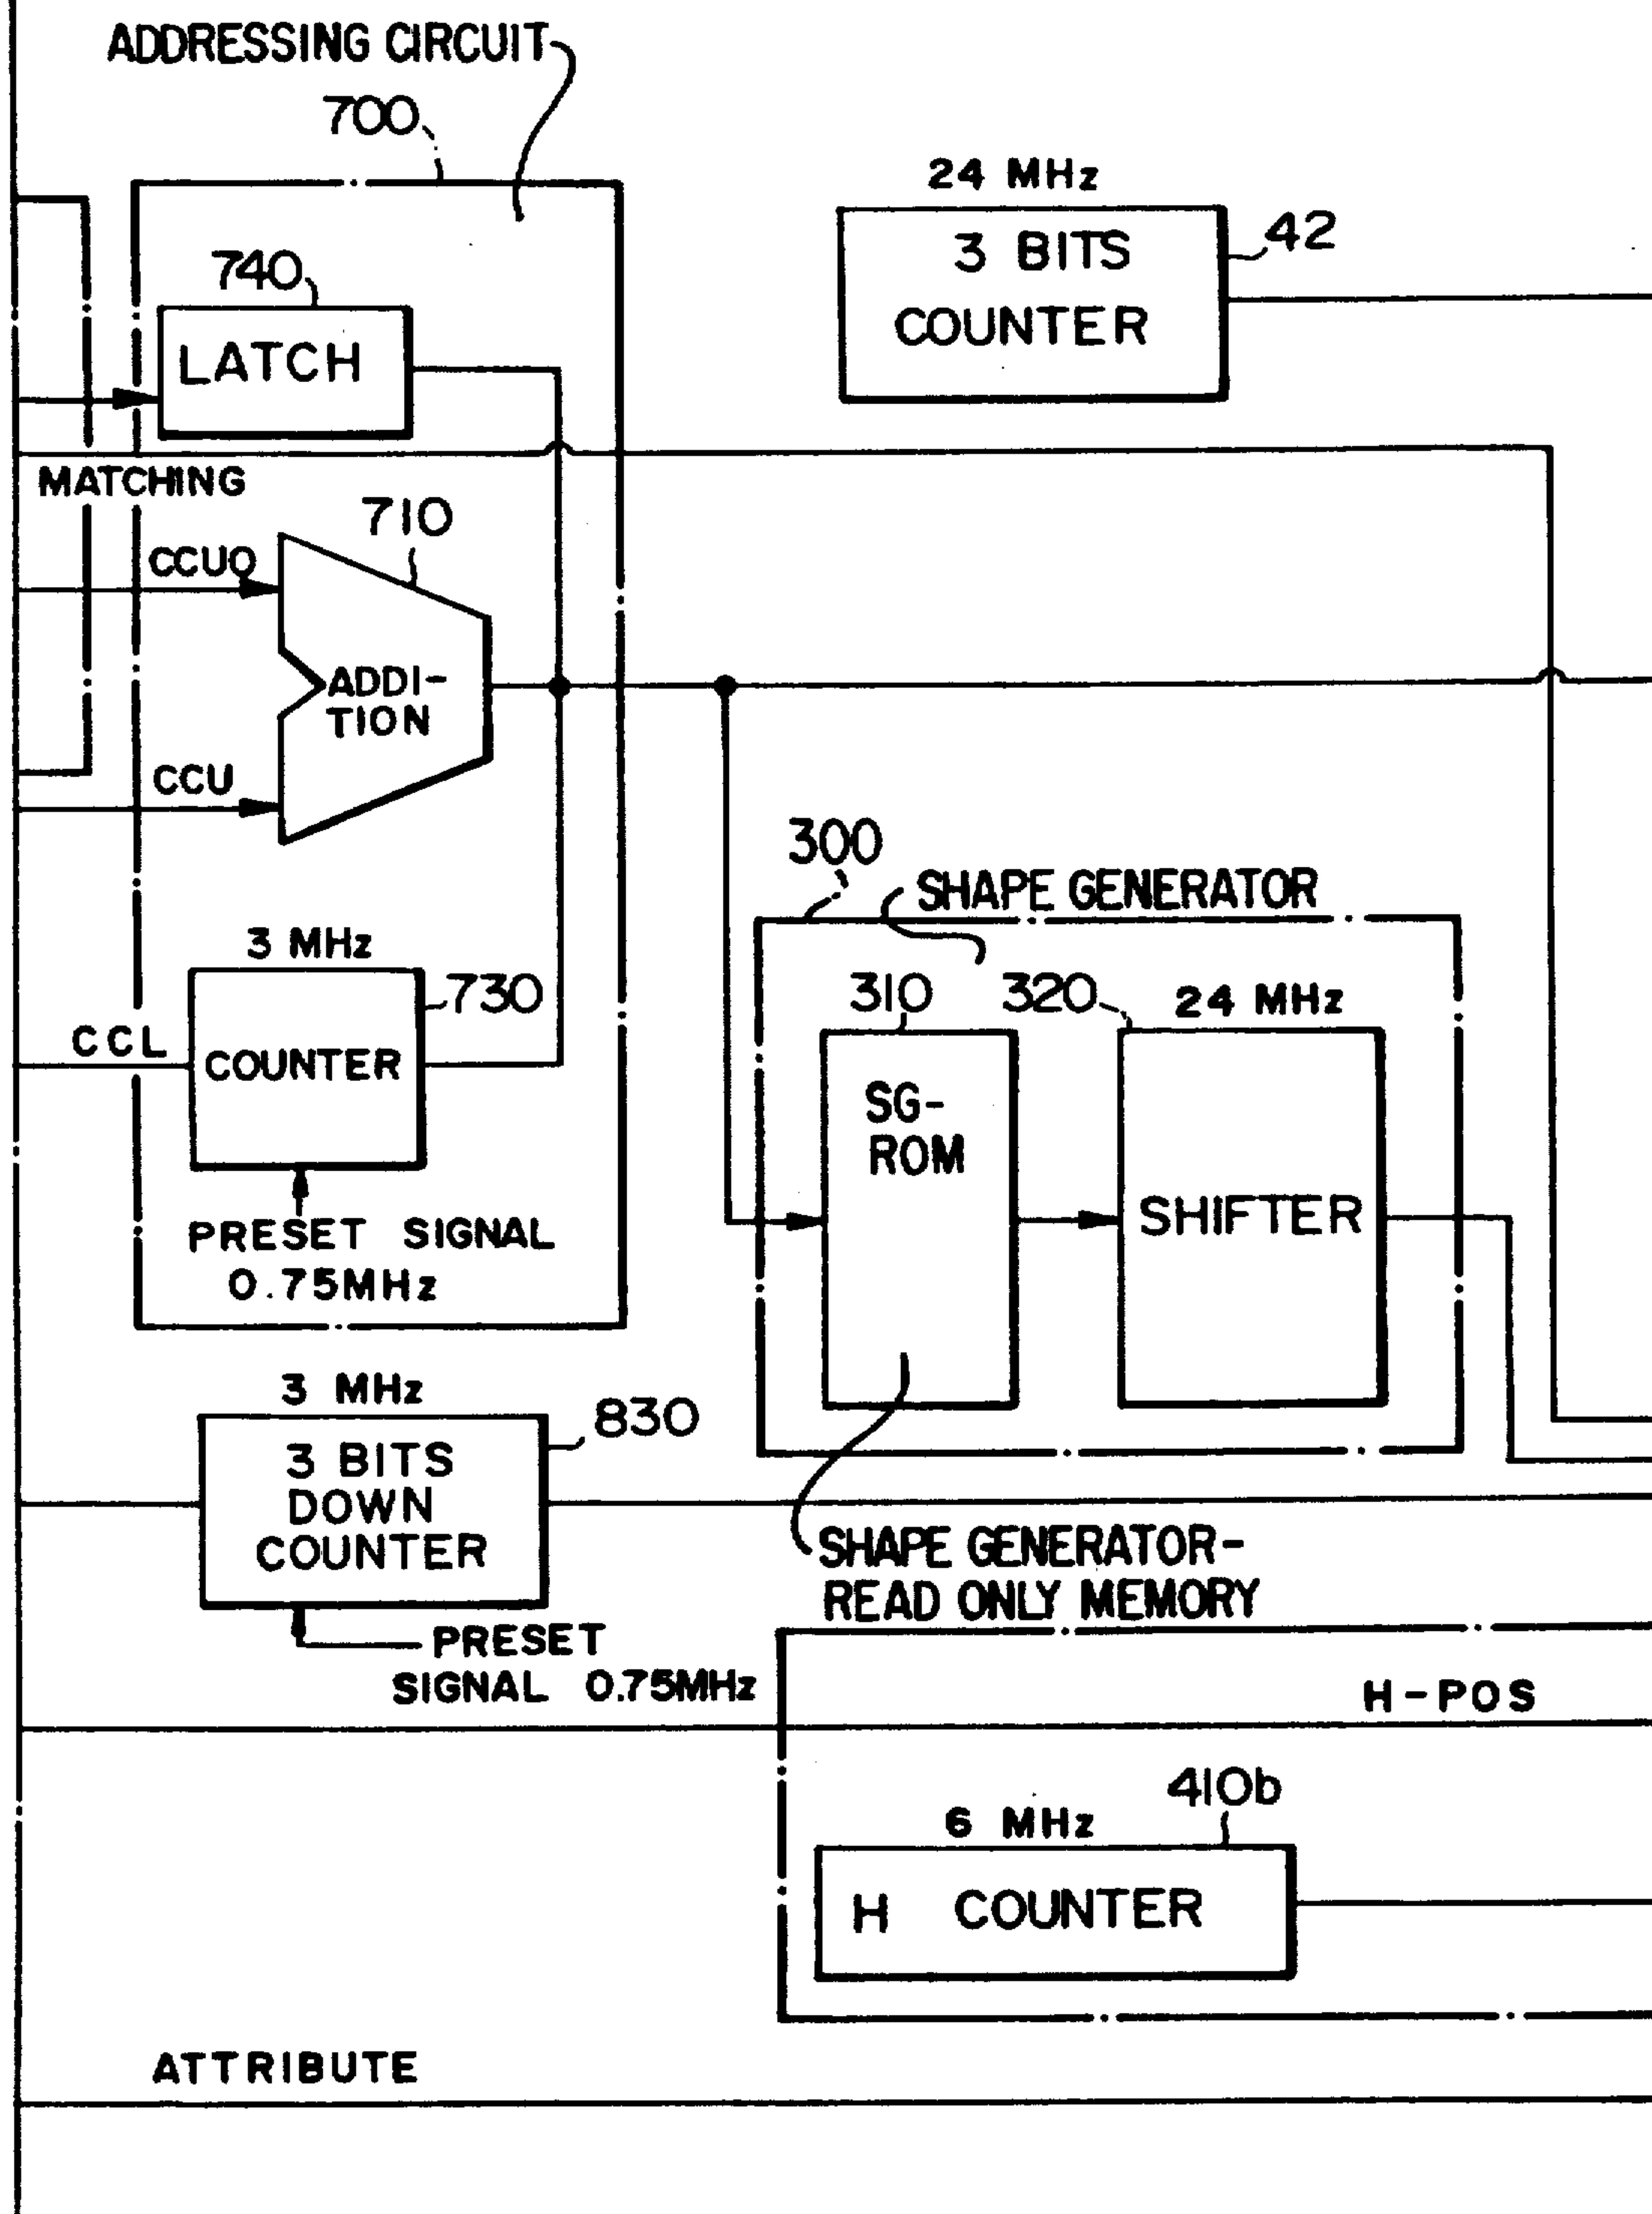 ADDRESSING CIRCUIT
700
24 MHz
3 BITS
COUNTER
42
740
LATCH
MATCHING
710
CCUO
ADDI-
TION
CCU
300
SHAPE GENERATOR
3 MHz
730
COUNTER
CCL
310
320
24 MHz
SG-
ROM
SHIFTER
PRESET SIGNAL
0.75MHz
3 MHz
830
3 BITS
DOWN
COUNTER
SHAPE GENERATOR-
READ ONLY MEMORY
PRESET
SIGNAL 0.75MHz
H-POS
410b
6 MHz
H COUNTER
ATTRIBUTE